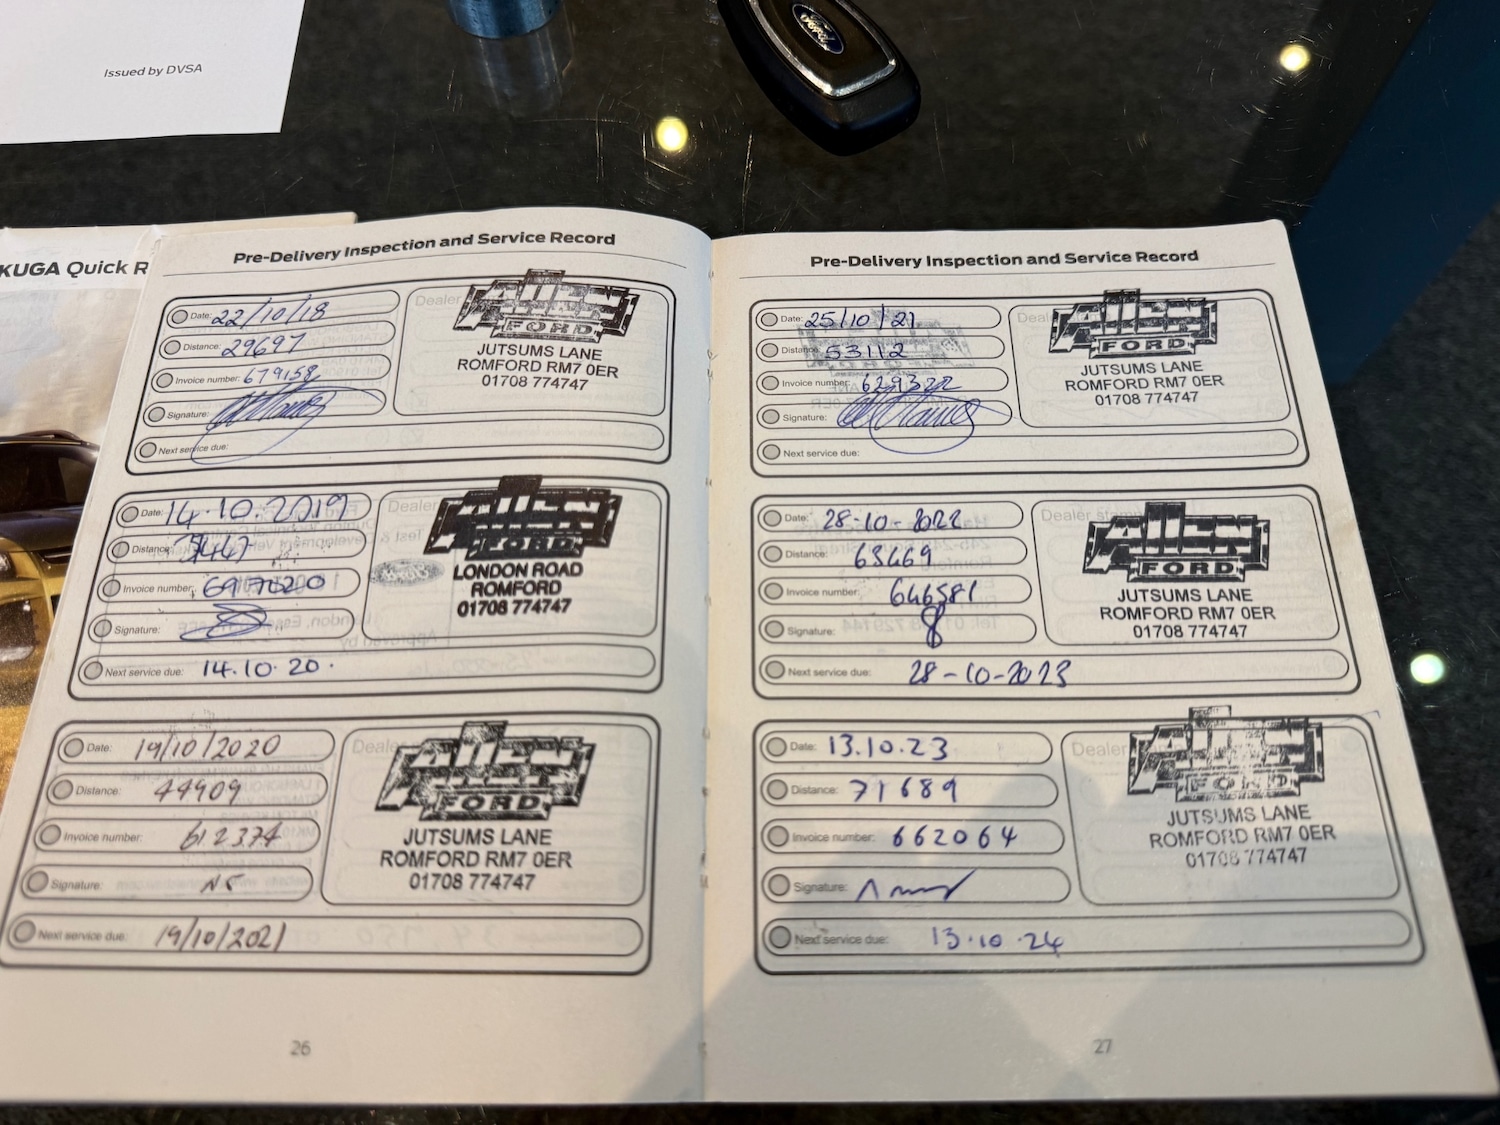 Issued by DVSA
Ford
KUGA Quick R
Pre-Delivery Inspection and Service Record
Date: 22/10/18
Distance: 29697
Invoice number: 679158
Signature:
Next service due:
Dealer
ALLEN
FORD
JUTSUMS LANE
ROMFORD RM7 0ER
01708 774747
Date: 14.10.2019
Distance:
Invoice number: 697020
Signature:
Next service due: 14.10.20.
Dealer
ALLEN
FORD
LONDON ROAD
ROMFORD
01708 774747
Date: 19/10/2020
Distance: 44909
Invoice number: 612374
Signature:
Next service due: 19/10/2021
Dealer
ALLEN
FORD
JUTSUMS LANE
ROMFORD RM7 0ER
01708 774747
26
Pre-Delivery Inspection and Service Record
Date: 25/10/21
Distance: 53112
Invoice number: 629322
Signature:
Next service due:
Deal
ALLEN
FORD
JUTSUMS LANE
ROMFORD RM7 0ER
01708 774747
Date: 28-10-2022
Distance: 63669
Invoice number: 646581
Signature:
Next service due: 28-10-2023
Dealer stamp
ALLEN
FORD
JUTSUMS LANE
ROMFORD RM7 0ER
01708 774747
Date: 13.10.23
Distance: 71689
Invoice number: 662064
Signature:
Next service due: 13.10.24
Dealer
ALLEN
FORD
JUTSUMS LANE
ROMFORD RM7 0ER
01708 774747
27